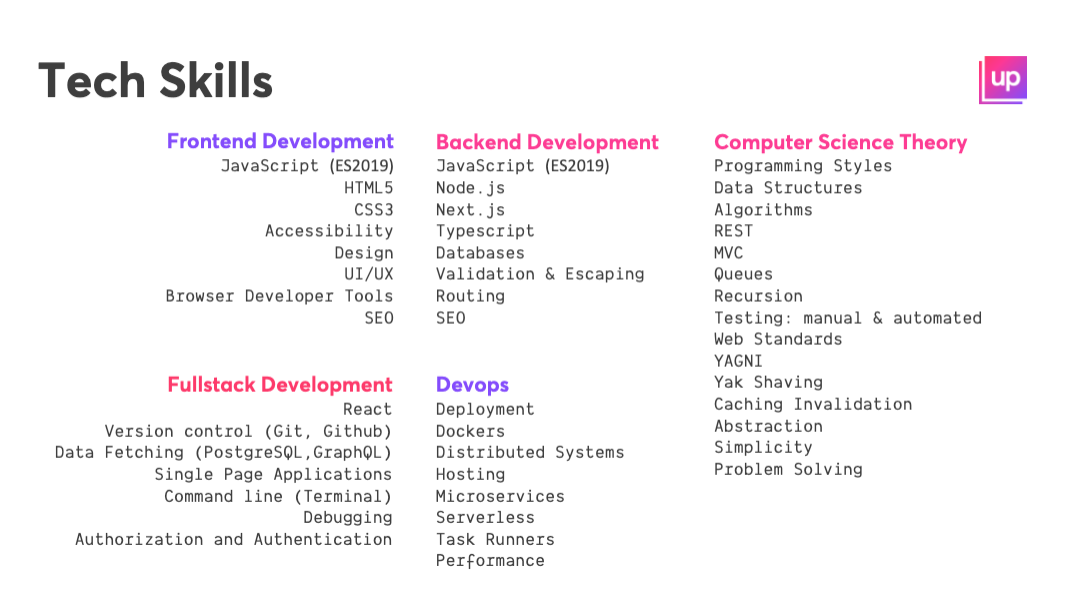 Tech Skills
up
Frontend Development
JavaScript (ES2019)
HTML5
CSS3
Accessibility
Design
UI/UX
Browser Developer Tools
SEO
Backend Development
JavaScript (ES2019)
Node.js
Next.js
Typescript
Databases
Validation & Escaping
Routing
SEO
Computer Science Theory
Programming Styles
Data Structures
Algorithms
REST
MVC
Queues
Recursion
Testing: manual & automated
Web Standards
YAGNI
Yak Shaving
Caching Invalidation
Abstraction
Simplicity
Problem Solving
Fullstack Development
React
Version control (Git, Github)
Data Fetching (PostgreSQL,GraphQL)
Single Page Applications
Command line (Terminal)
Debugging
Authorization and Authentication
Devops
Deployment
Dockers
Distributed Systems
Hosting
Microservices
Serverless
Task Runners
Performance